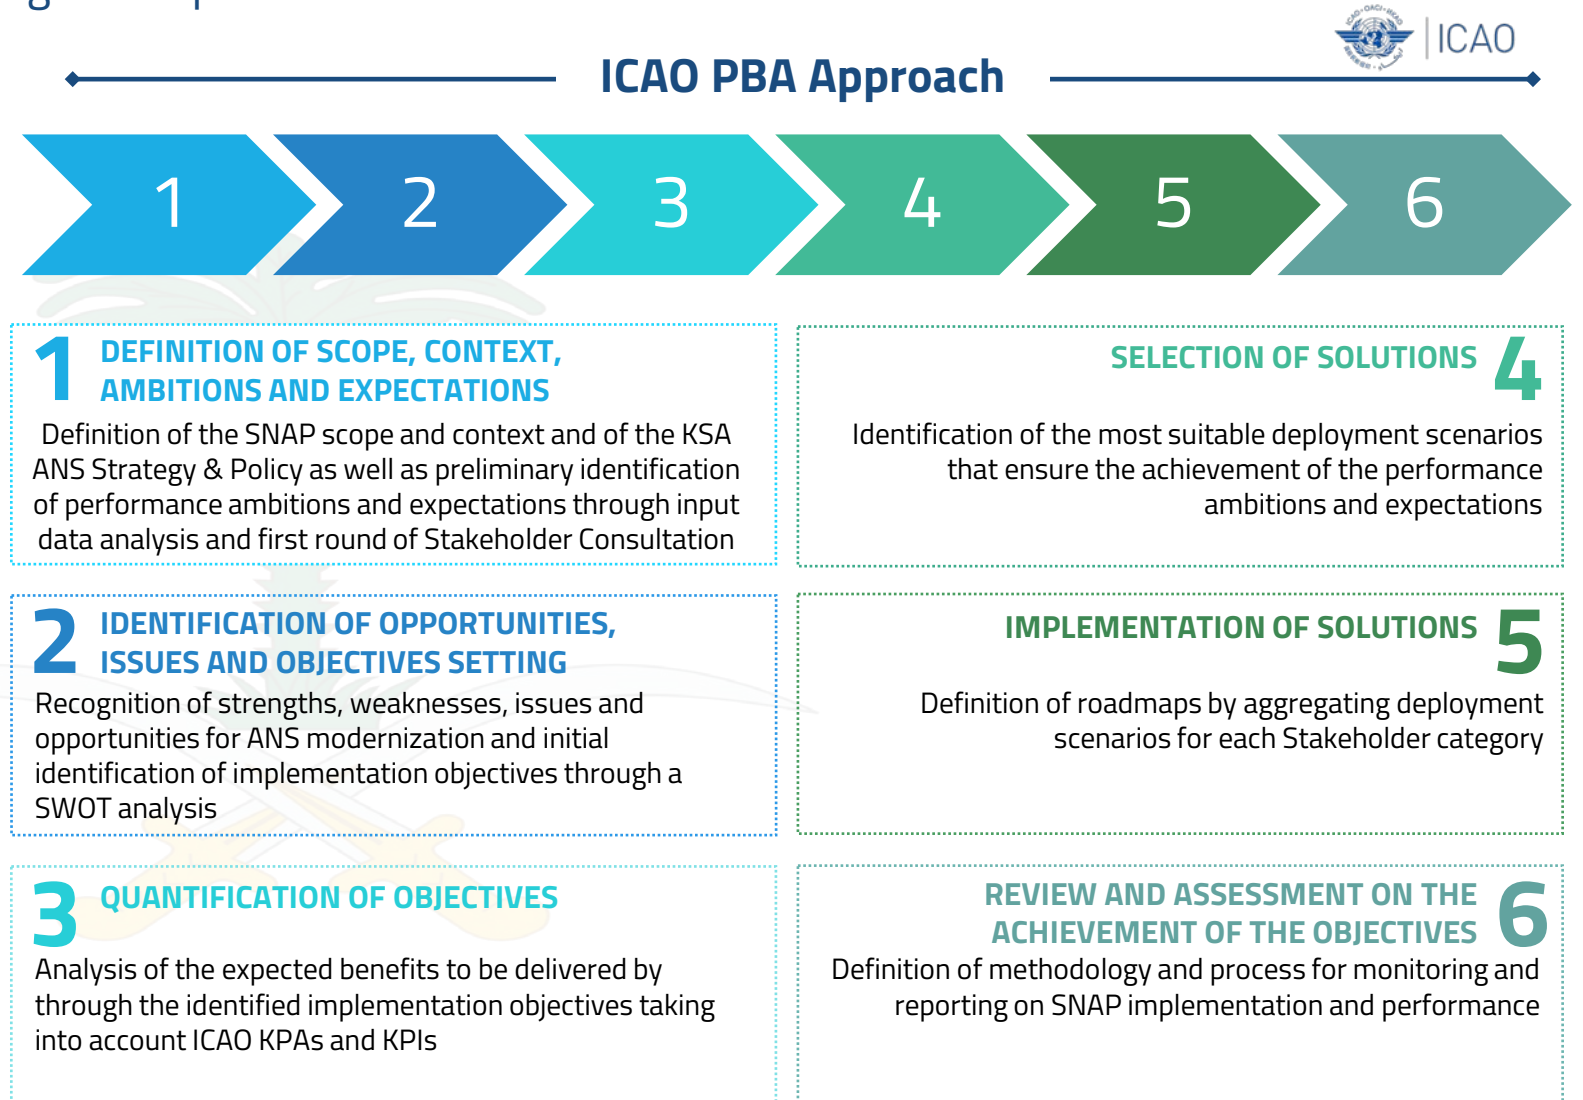 ICAO
ICAO PBA Approach
1
2
3
4
5
6
1
DEFINITION OF SCOPE, CONTEXT,
AMBITIONS AND EXPECTATIONS
Definition of the SNAP scope and context and of the KSA
ANS Strategy & Policy as well as preliminary identification
of performance ambitions and expectations through input
data analysis and first round of Stakeholder Consultation
2
IDENTIFICATION OF OPPORTUNITIES,
ISSUES AND OBJECTIVES SETTING
Recognition of strengths, weaknesses, issues and
opportunities for ANS modernization and initial
identification of implementation objectives through a
SWOT analysis
3
QUANTIFICATION OF OBJECTIVES
Analysis of the expected benefits to be delivered by
through the identified implementation objectives taking
into account ICAO KPAs and KPIs
SELECTION OF SOLUTIONS
4
Identification of the most suitable deployment scenarios
that ensure the achievement of the performance
ambitions and expectations
IMPLEMENTATION OF SOLUTIONS
5
Definition of roadmaps by aggregating deployment
scenarios for each Stakeholder category
REVIEW AND ASSESSMENT ON THE
ACHIEVEMENT OF THE OBJECTIVES
6
Definition of methodology and process for monitoring and
reporting on SNAP implementation and performance